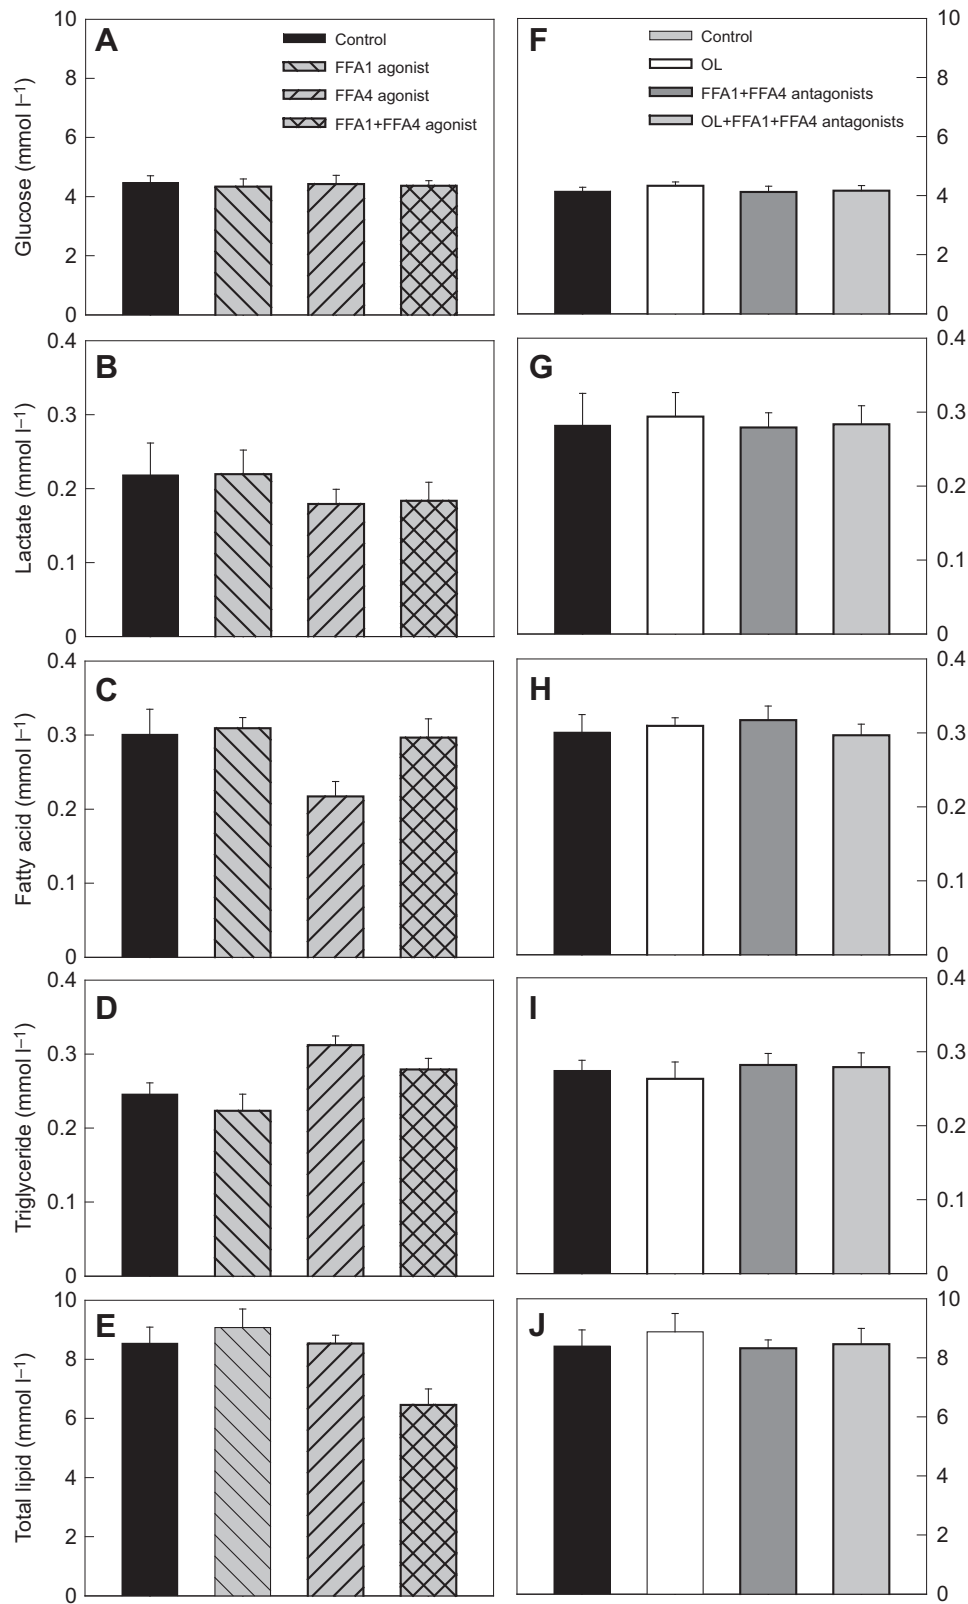 A
Control
FFA1 agonist
FFA4 agonist
FFA1+FFA4 agonist
10
8
6
4
2
0
Glucose (mmol l–1)
F
Control
OL
FFA1+FFA4 antagonists
OL+FFA1+FFA4 antagonists
10
8
6
4
2
0
B
0.4
0.3
0.2
0.1
0
Lactate (mmol l–1)
G
0.4
0.3
0.2
0.1
0
C
0.4
0.3
0.2
0.1
0
Fatty acid (mmol l–1)
H
0.4
0.3
0.2
0.1
0
D
0.4
0.3
0.2
0.1
0
Triglyceride (mmol l–1)
I
0.4
0.3
0.2
0.1
0
E
10
8
6
4
2
0
Total lipid (mmol l–1)
J
10
8
6
4
2
0